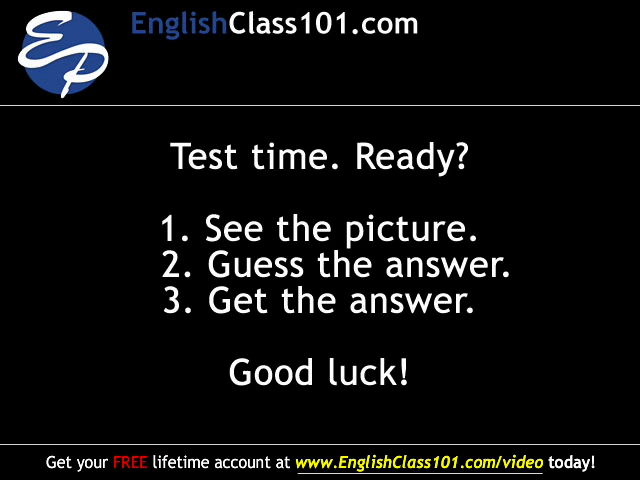 EP
EnglishClass101.com
Test time. Ready?
1. See the picture.
2. Guess the answer.
3. Get the answer.
Good luck!
Get your FREE lifetime account at www.EnglishClass101.com/video today!